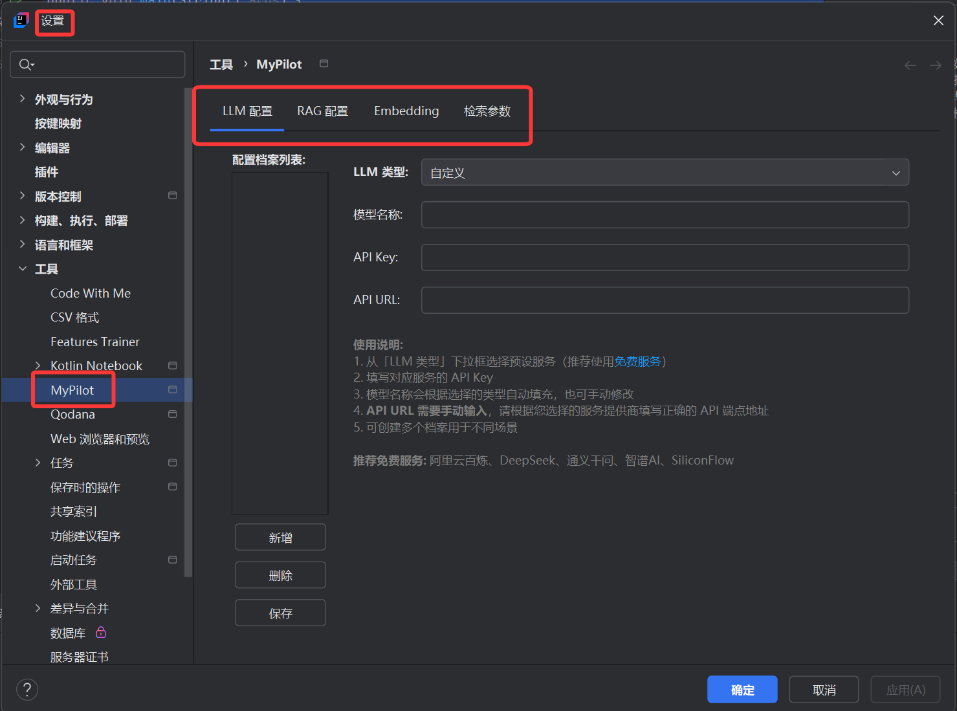 设置
工具 › MyPilot
外观与行为
按键映射
编辑器
插件
版本控制
构建、执行、部署
语言和框架
工具
Code With Me
CSV 格式
Features Trainer
Kotlin Notebook
MyPilot
Qodana
Web 浏览器和预览
任务
保存时的操作
共享索引
功能建议程序
启动任务
外部工具
差异与合并
数据库
服务器证书
LLM 配置 RAG 配置 Embedding 检索参数
配置档案列表:
新增
删除
保存
LLM 类型: 自定义
模型名称:
API Key:
API URL:
使用说明:
1. 从「LLM 类型」下拉框选择预设服务（推荐使用免费服务）
2. 填写对应服务的 API Key
3. 模型名称会根据选择的类型自动填充，也可手动修改
4. API URL 需要手动输入，请根据您选择的服务提供商填写正确的 API 端点地址
5. 可创建多个档案用于不同场景
推荐免费服务: 阿里云百炼、DeepSeek、通义千问、智谱AI、SiliconFlow
?
确定 取消 应用(A)